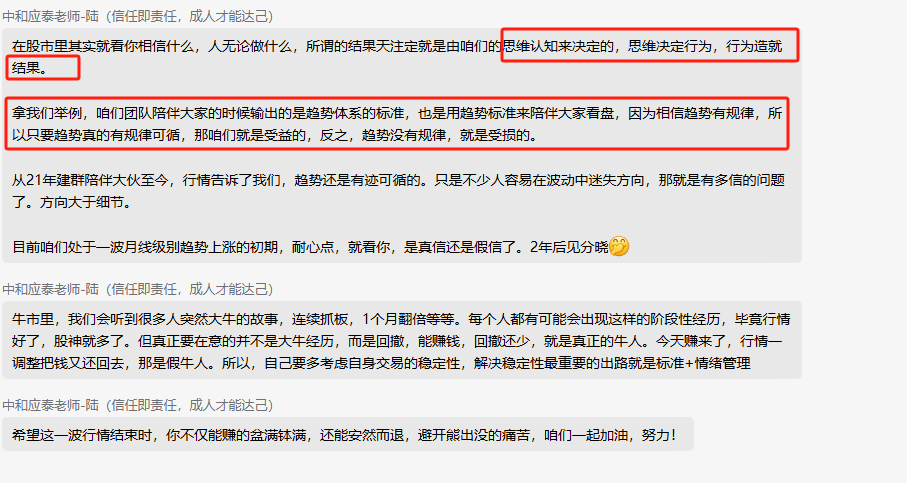 中和应泰老师-陆（信任即责任，成人才能达己）
在股市里其实就看你相信什么，人无论做什么，所谓的结果天注定就是由咱们的思维认知来决定的，思维决定行为，行为造就
结果。
拿我们举例，咱们团队陪伴大家的时候输出的是趋势体系的标准，也是用趋势标准来陪伴大家看盘，因为相信趋势有规律，所
以只要趋势真的有规律可循，那咱们就是受益的，反之，趋势没有规律，就是受损的。
从21年建群陪伴大伙至今，行情告诉了我们，趋势还是有迹可循的。只是不少人容易在波动中迷失方向，那就是有多信的问题
了。方向大于细节。
目前咱们处于一波月线级别趋势上涨的初期，耐心点，就看你，是真信还是假信了。2年后见分晓🤭
中和应泰老师-陆（信任即责任，成人才能达己）
牛市里，我们会听到很多人突然大牛的故事，连续抓板，1个月翻倍等等。每个人都有可能会出现这样的阶段性经历，毕竟行情
好了，股神就多了。但真正要在意的并不是大牛经历，而是回撤，能赚钱，回撤还少，就是真正的牛人。今天赚来了，行情一
调整把钱又还回去，那是假牛人。所以，自己要多考虑自身交易的稳定性，解决稳定性最重要的出路就是标准+情绪管理
中和应泰老师-陆（信任即责任，成人才能达己）
希望这一波行情结束时，你不仅能赚的盆满钵满，还能安然而退，避开熊出没的痛苦，咱们一起加油，努力！